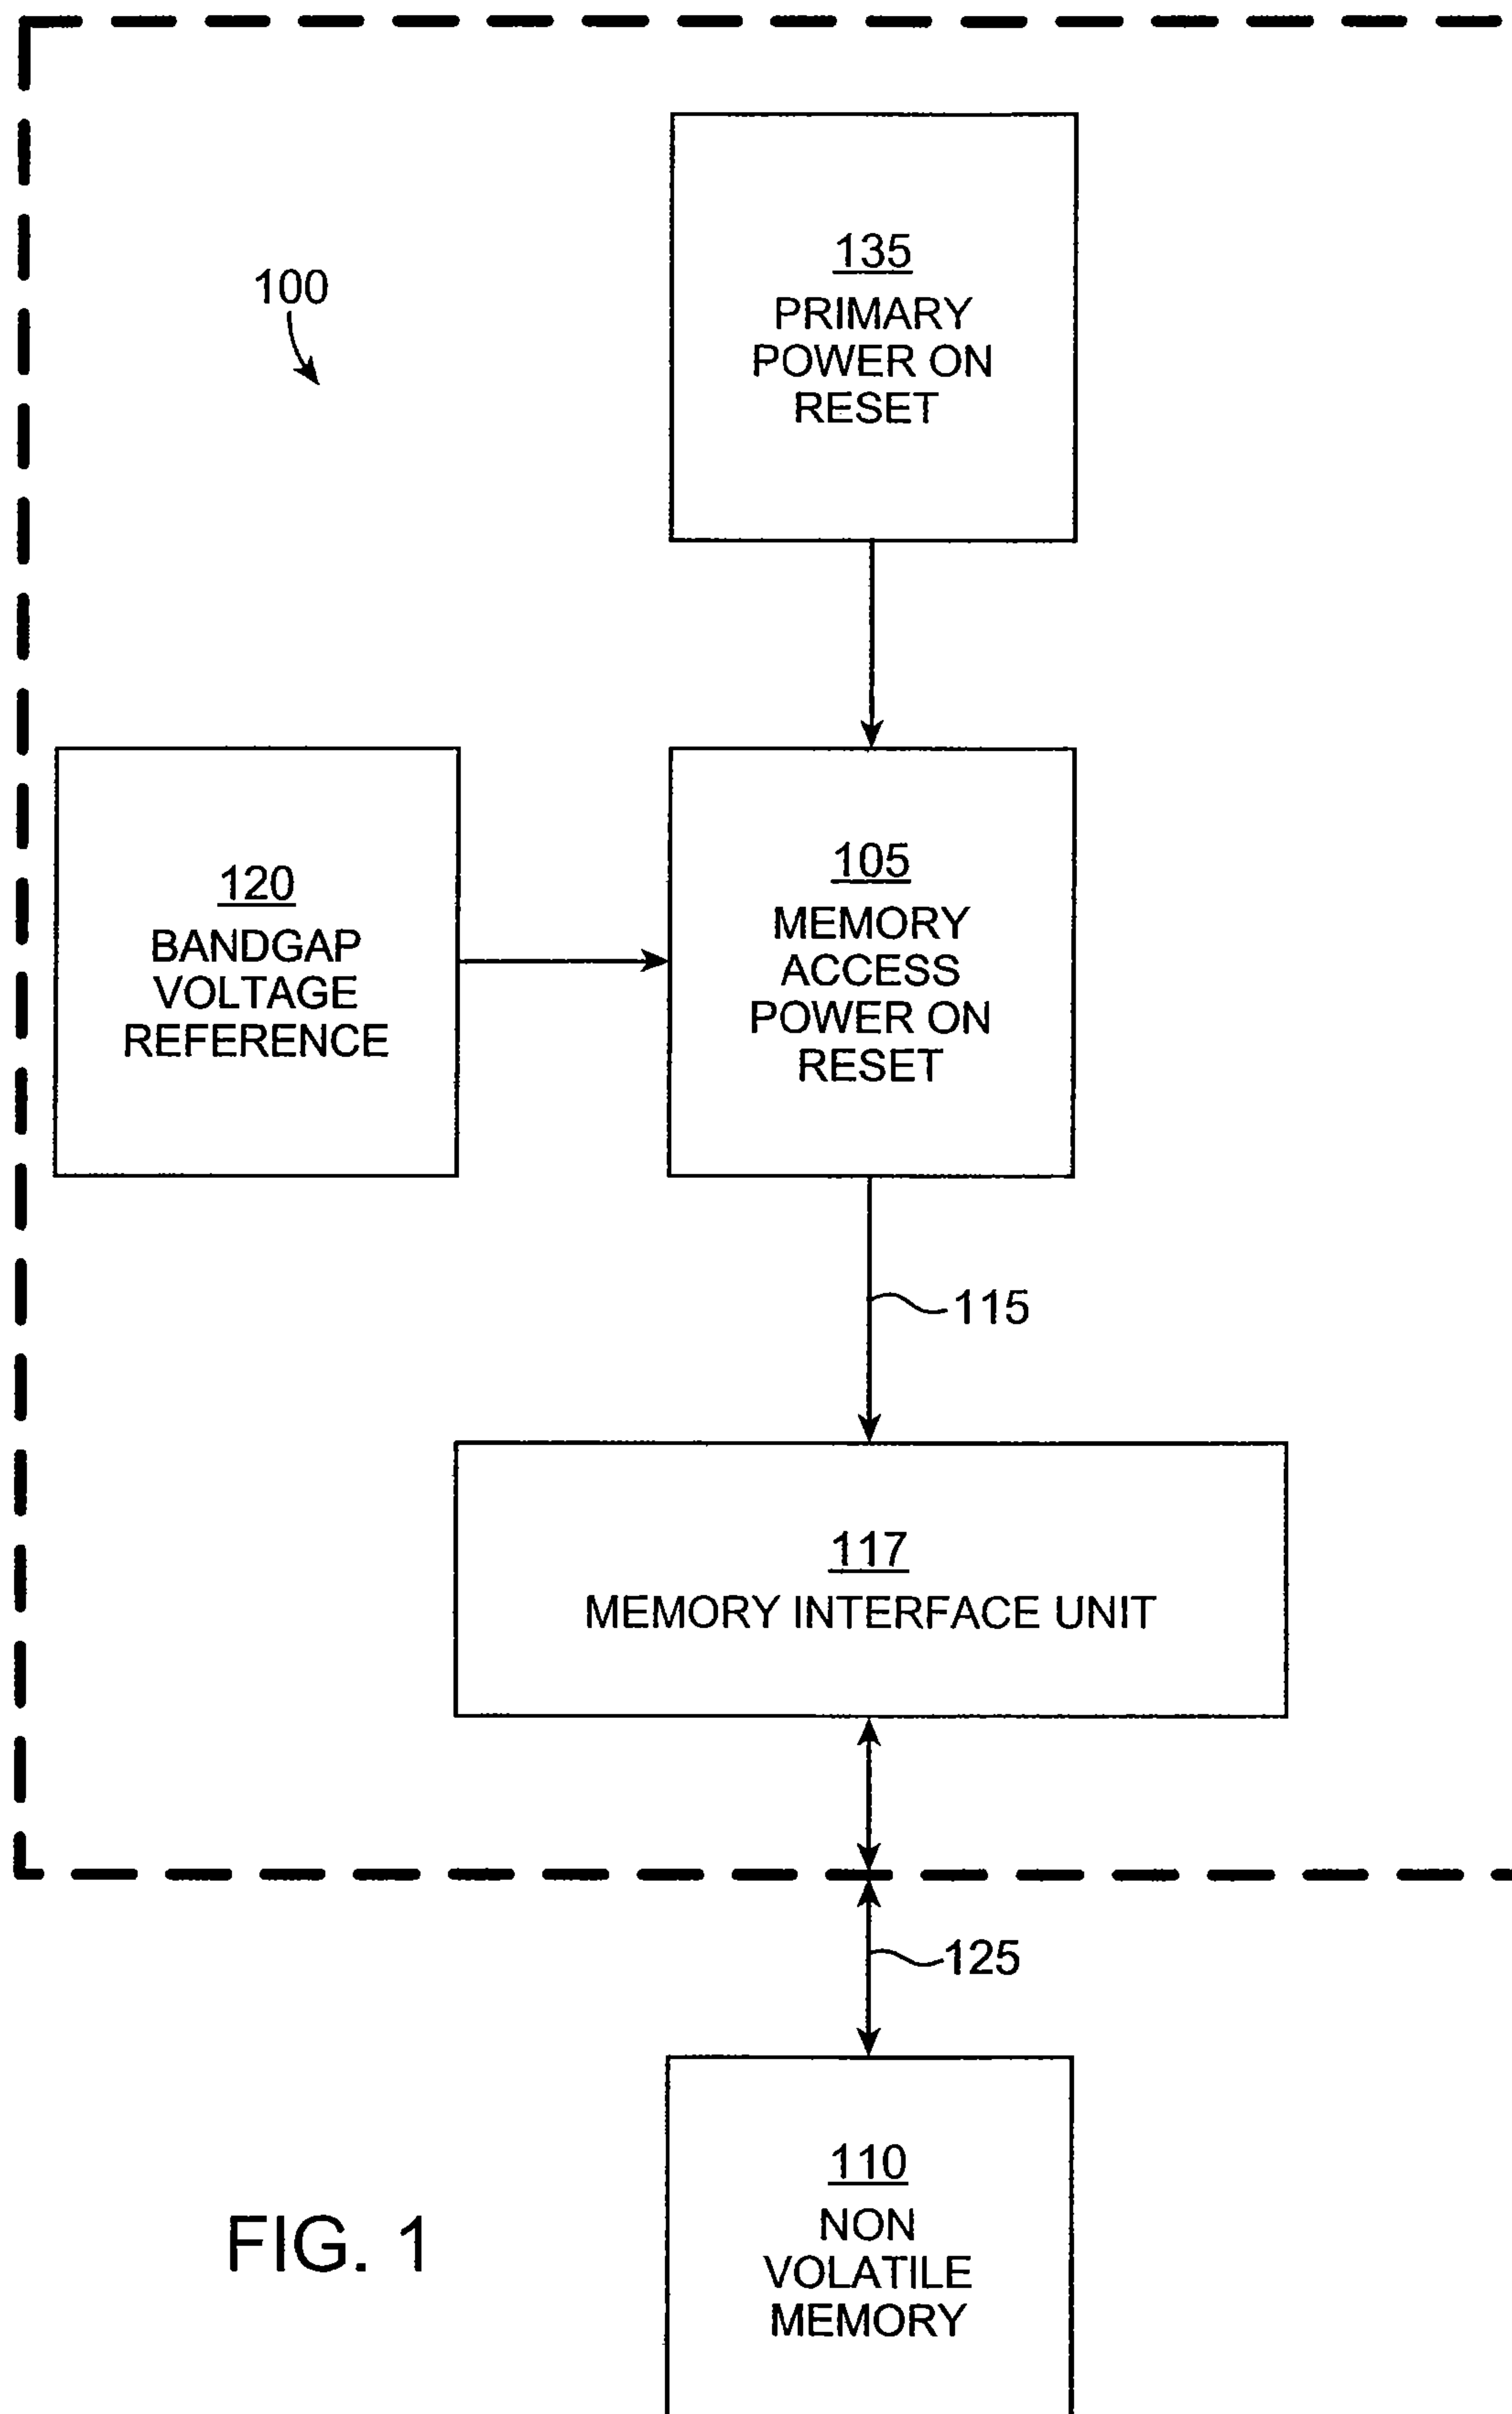 135
PRIMARY
POWER ON
RESET
100
120
BANDGAP
VOLTAGE
REFERENCE
105
MEMORY
ACCESS
POWER ON
RESET
115
117
MEMORY INTERFACE UNIT
125
110
NON
VOLATILE
MEMORY
FIG. 1